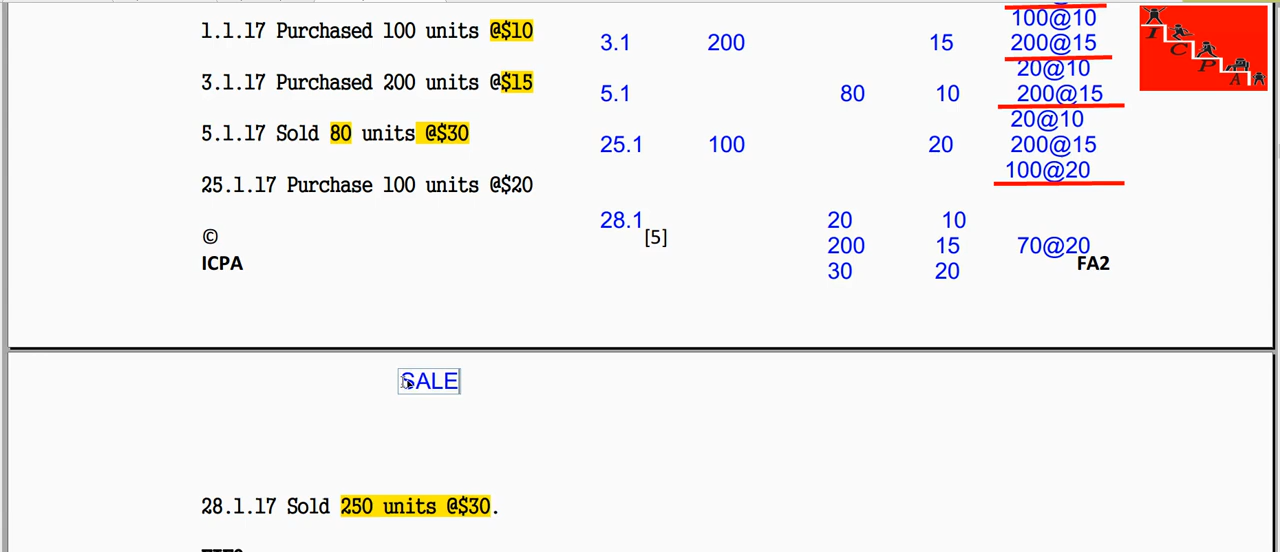 1.1.17 Purchased 100 units @$10
100@10
3.1 200 15 200@15
3.1.17 Purchased 200 units @$15
20@10
5.1 80 10 200@15
5.1.17 Sold 80 units @$30
20@10
25.1 100 20 200@15
100@20
25.1.17 Purchase 100 units @$20
28.1 20 10
200 15 70@20
30 20
©
ICPA
[5]
FA2
I C P A
SALE
28.1.17 Sold 250 units @$30.